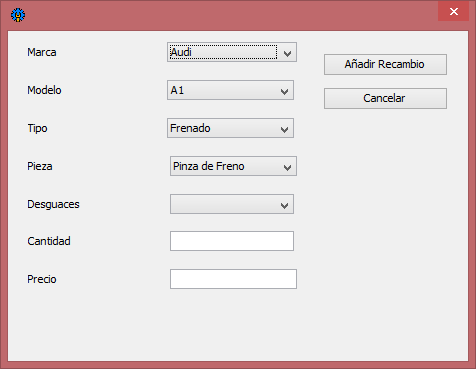 Marca Audi
Añadir Recambio
Modelo A1
Cancelar
Tipo Frenado
Pieza Pinza de Freno
Desguaces
Cantidad
Precio